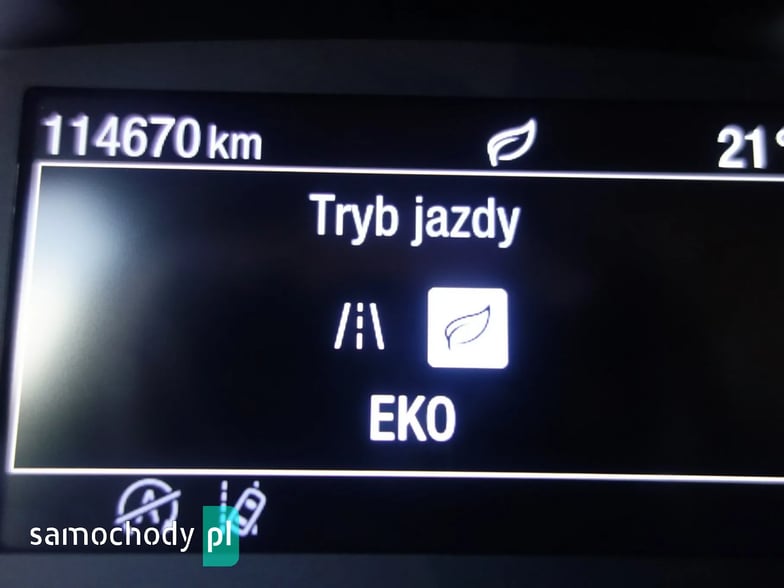 114670 km
21°
Tryb jazdy
EKO
A
samochody pl